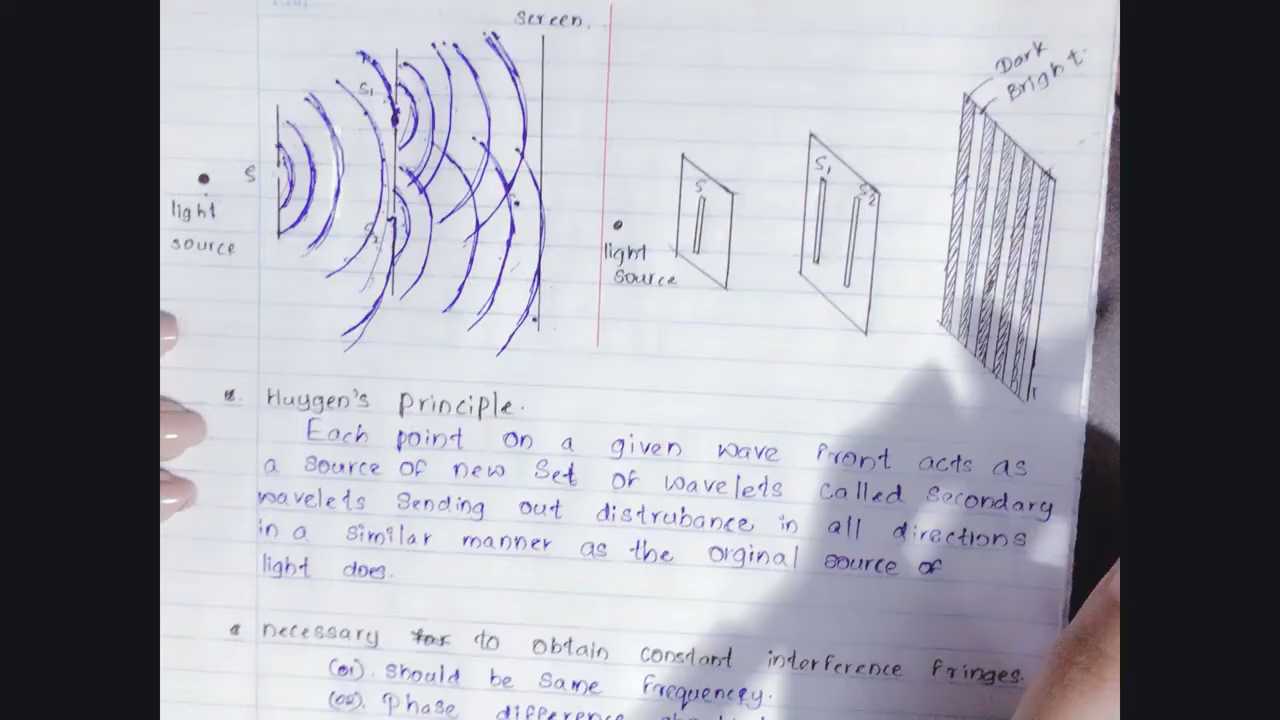 Screen.
Dark
Bright
S1
S1
S
S2
S
light
source
S2
light
source
Huygen's principle.
Each point on a given wave front acts as
a source of new set of wavelets called secondary
wavelets sending out distrubance in all directions
in a similar manner as the orginal source of
light does.
necessary to obtain constant interference fringes.
(01). Should be same frequencey.
(02). Phase difference